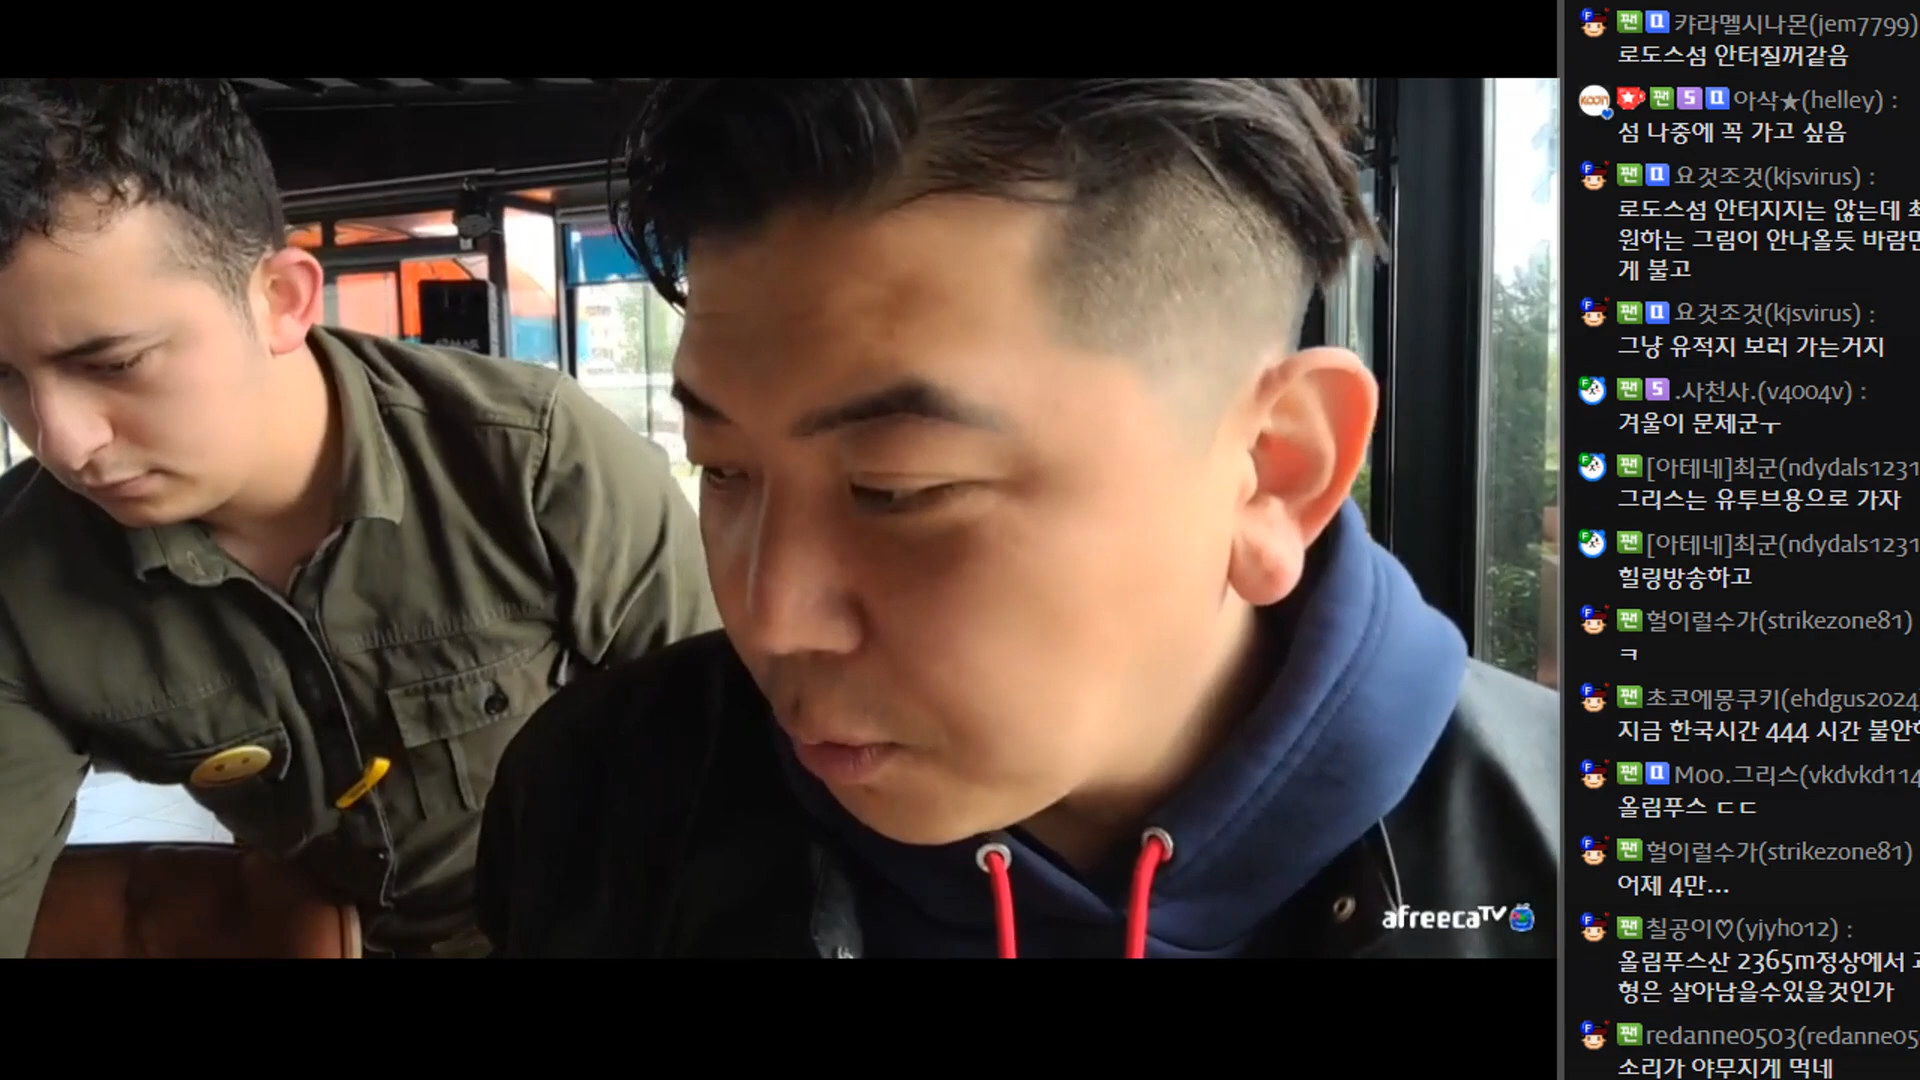 캬라멜시나몬(jem7799)
로도스섬 안터질꺼같음
아삭★(helley) :
섬 나중에 꼭 가고 싶음
요것조것(kjsvirus) :
로도스섬 안터지지는 않는데
원하는 그림이 안나올듯
게 불고
요것조것(kjsvirus) :
그냥 유적지 보러 가는거지
.사천사.(v4004v) :
겨울이 문제군ㅜ
[아테네]최군(ndydals1231
그리스는 유투브용으로 가자
[아테네]최군(ndydals1231
힐링방송하고
헐이럴수가(strikezone81)
ㅋ
초코에몽쿠키(ehdgus2024
지금 한국시간 444 시간
Moo.그리스(vkdvkd114
올림푸스 ㄷㄷ
헐이럴수가(strikezone81)
어제 4만...
칠공이♡(yjyh012) :
올림푸스산 2365m정상에서
형은 살아남을수있을것인가
redanne0503(redanne05
소리가 야무지게 먹네
afreecaTV